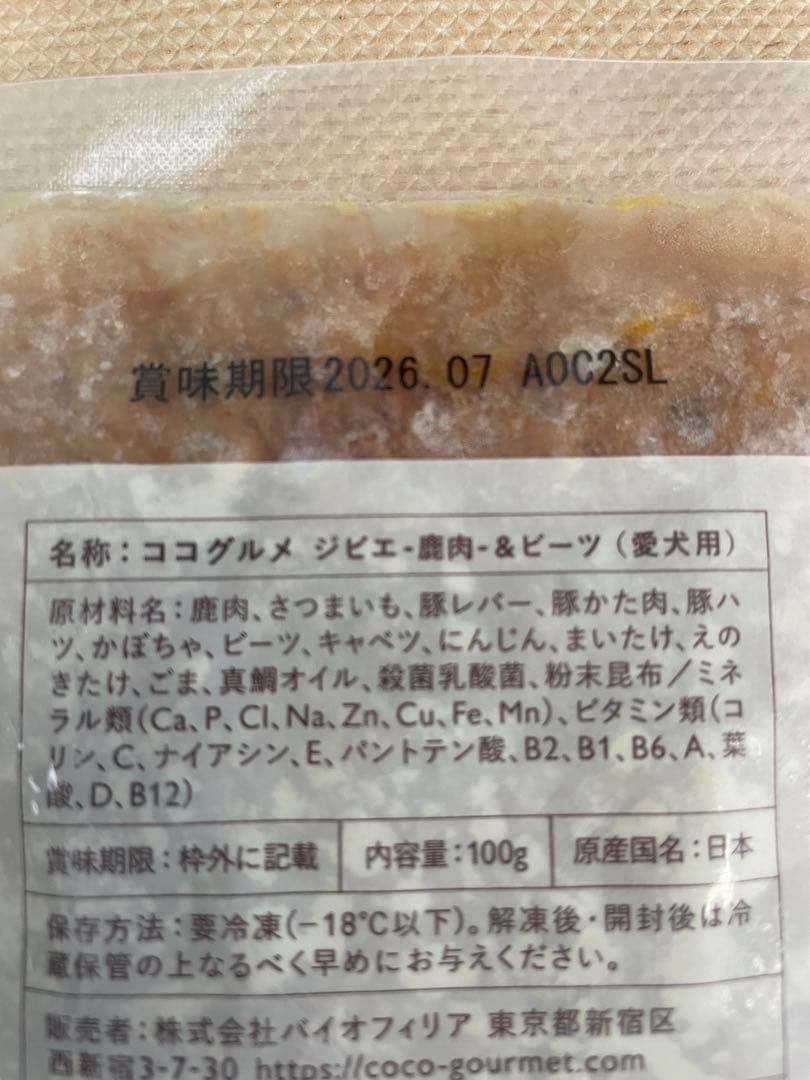 賞味期限2026.07 A0C2SL
名称：ココグルメ ジビエ-鹿肉-&ビーツ（愛犬用）
原材料名：鹿肉、さつまいも、豚レバー、豚かた肉、豚ハ
ツ、かぼちゃ、ビーツ、キャベツ、にんじん、まいたけ、えの
きたけ、ごま、真鯛オイル、殺菌乳酸菌、粉末昆布／ミネ
ラル類（Ca、P、Cl、Na、Zn、Cu、Fe、Mn）、ビタミン類（コ
リン、C、ナイアシン、E、パントテン酸、B2、B1、B6、A、葉
酸、D、B12）
賞味期限：枠外に記載 内容量：100g 原産国名：日本
保存方法：要冷凍(−18℃以下)。解凍後・開封後は冷
蔵保管の上なるべく早めにお与えください。
販売者：株式会社バイオフィリア 東京都新宿区
西新宿3-7-30 https://coco-gourmet.com